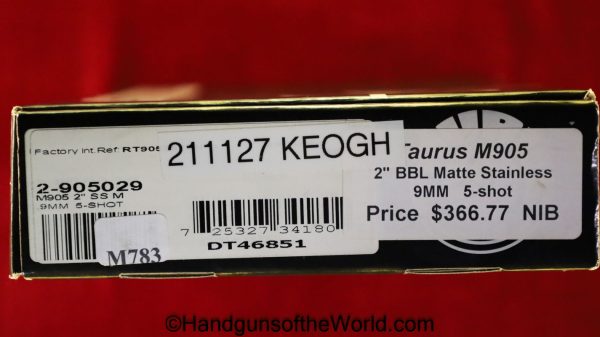 Factory Int.Ref: RT905
211127 KEOGH
2-905029
M905 2" SS M
9MM 5-SHOT
M783
7 25327 34180
DT46851
Taurus M905
2" BBL Matte Stainless
9MM 5-shot
Price $366.77 NIB
©HandgunsoftheWorld.com